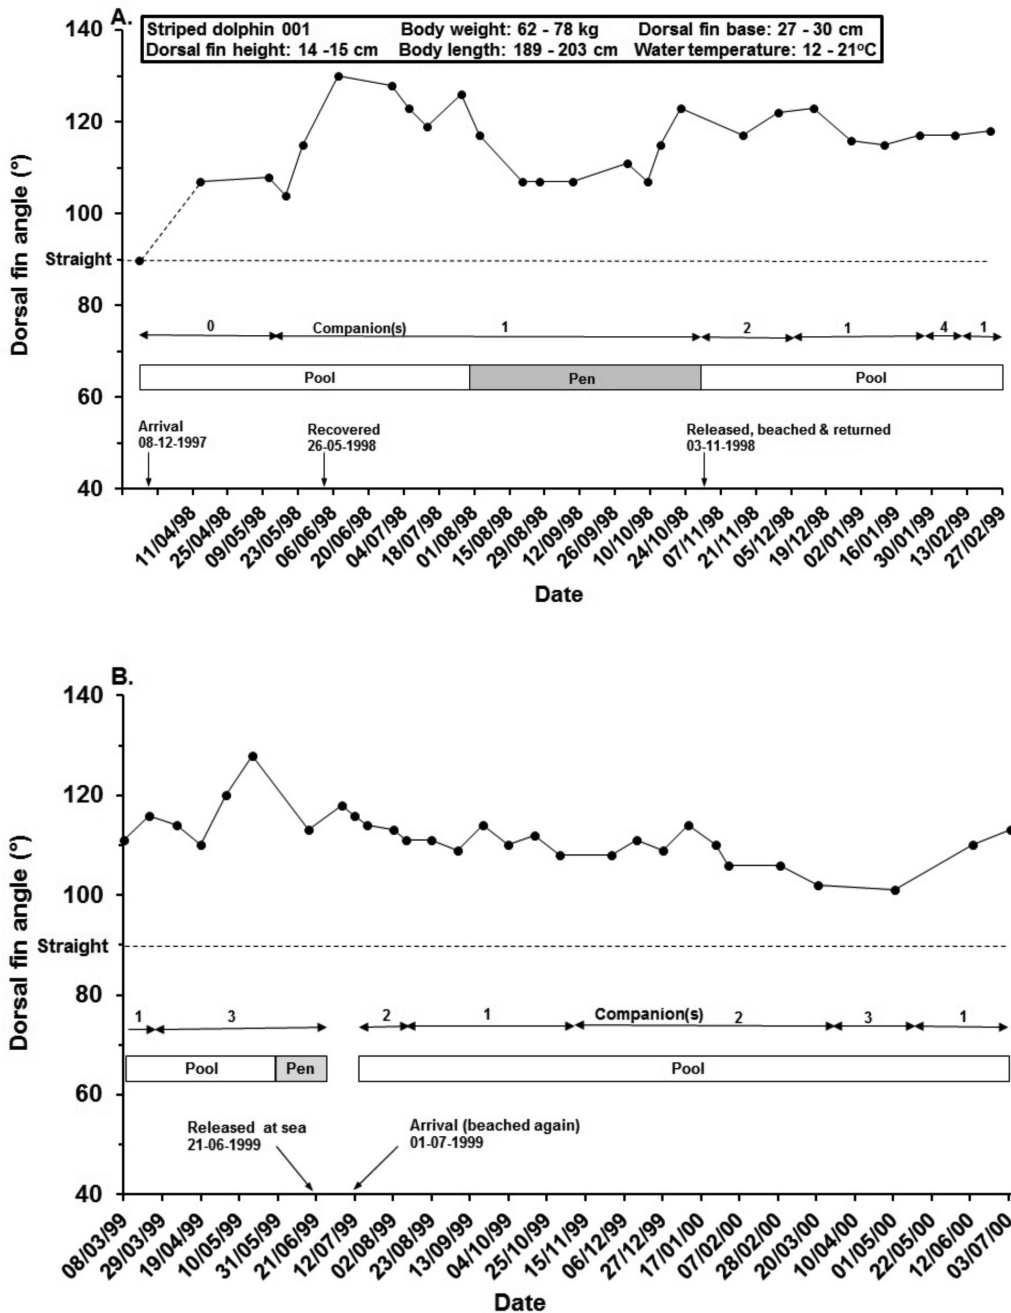 A.
Striped dolphin 001 Body weight: 62 - 78 kg Dorsal fin base: 27 - 30 cm
Dorsal fin height: 14 -15 cm Body length: 189 - 203 cm Water temperature: 12 - 21°C
140
120
100
Straight
80
60
40
Dorsal fin angle (°)
0 Companion(s) 1 2 1 4 1
Pool Pen Pool
Arrival
08-12-1997
Recovered
26-05-1998
Released, beached & returned
03-11-1998
11/04/98 25/04/98 09/05/98 23/05/98 06/06/98 20/06/98 04/07/98 18/07/98 01/08/98 15/08/98 29/08/98 12/09/98 26/09/98 10/10/98 24/10/98 07/11/98 21/11/98 05/12/98 19/12/98 02/01/99 16/01/99 30/01/99 13/02/99 27/02/99
Date
B.
140
120
100
Straight
80
60
40
Dorsal fin angle (°)
1 3 2 1 Companion(s) 2 3 1
Pool Pen Pool
Released at sea
21-06-1999
Arrival (beached again)
01-07-1999
08/03/99 29/03/99 19/04/99 10/05/99 31/05/99 21/06/99 12/07/99 02/08/99 23/08/99 13/09/99 04/10/99 25/10/99 15/11/99 06/12/99 27/12/99 17/01/00 07/02/00 28/02/00 20/03/00 10/04/00 01/05/00 22/05/00 12/06/00 03/07/00
Date